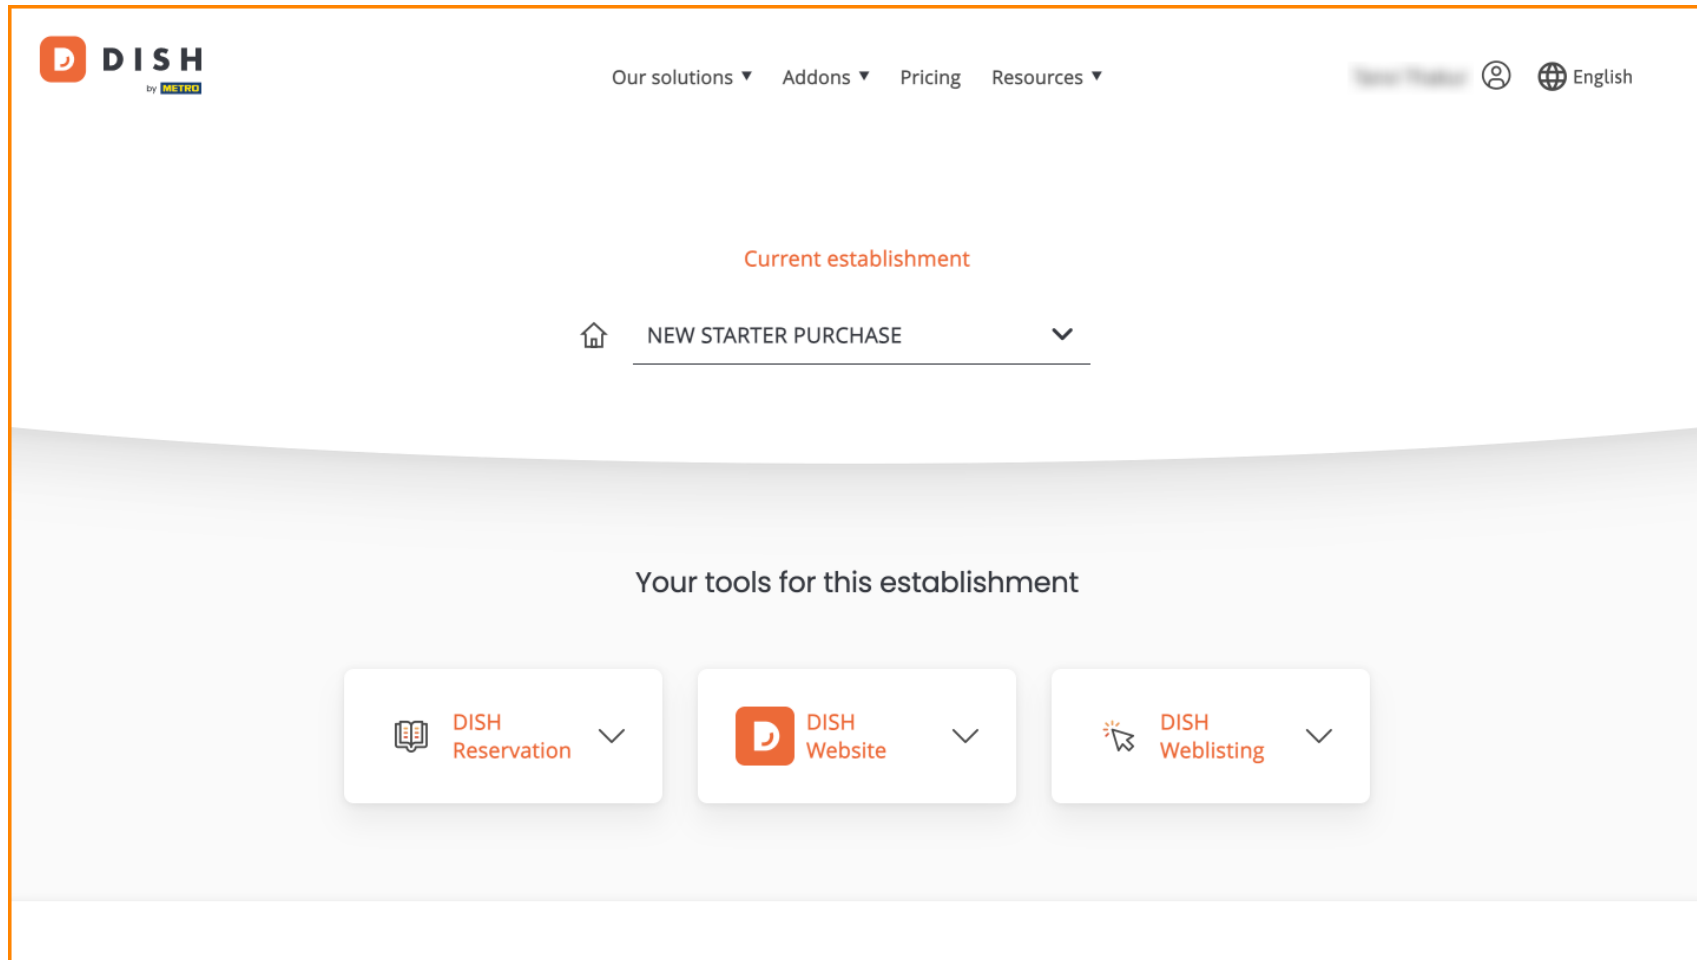 DISH
by METRO
Our solutions ▼ Addons ▼ Pricing Resources ▼
English
Current establishment
NEW STARTER PURCHASE
Your tools for this establishment
DISH
Reservation
DISH
Website
DISH
Weblisting